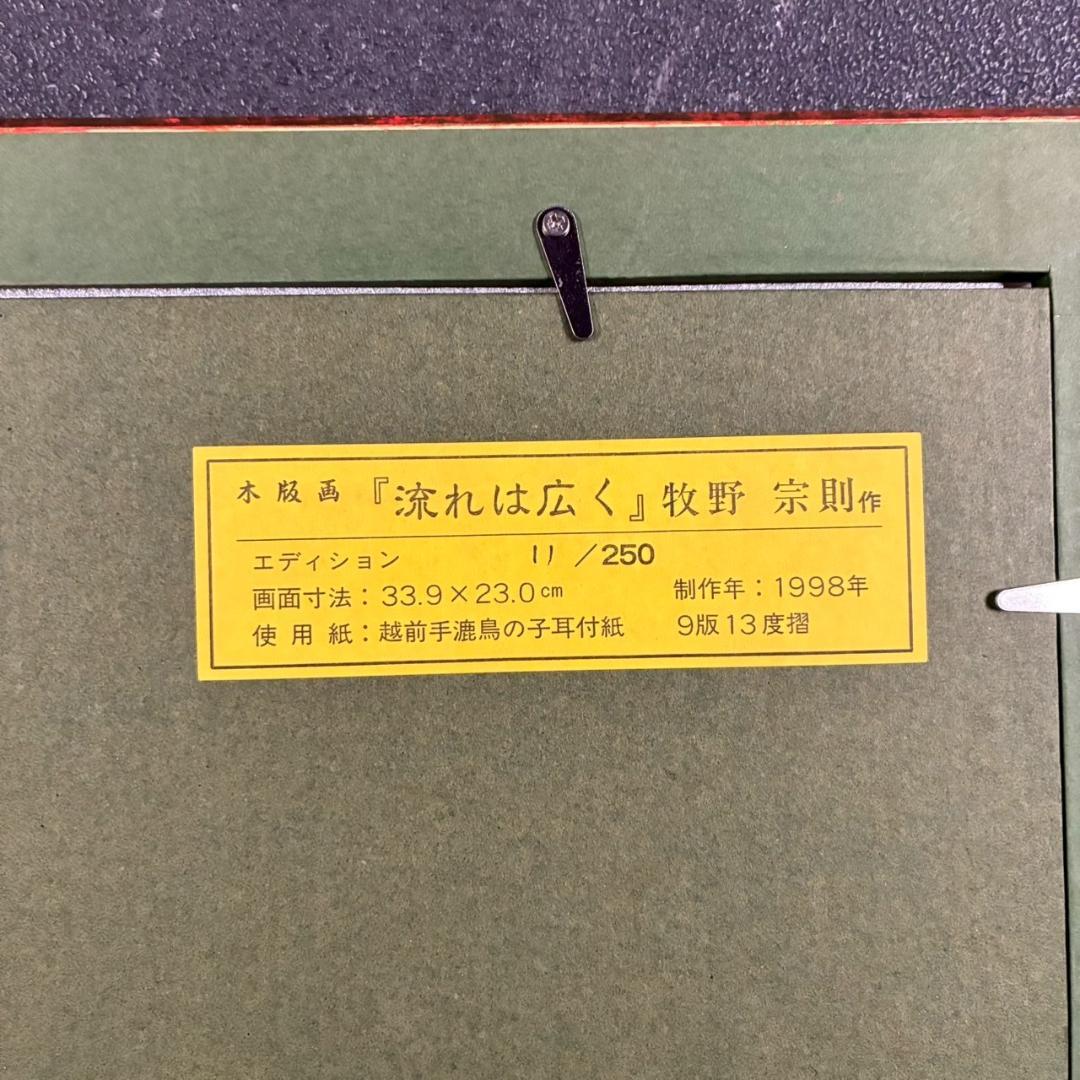 木版画 『流れは広く』 牧野 宗則作
エディション 11 /250
画面寸法：33.9×23.0㎝ 制作年：1998年
使用紙：越前手漉鳥の子耳付紙 9版13度摺